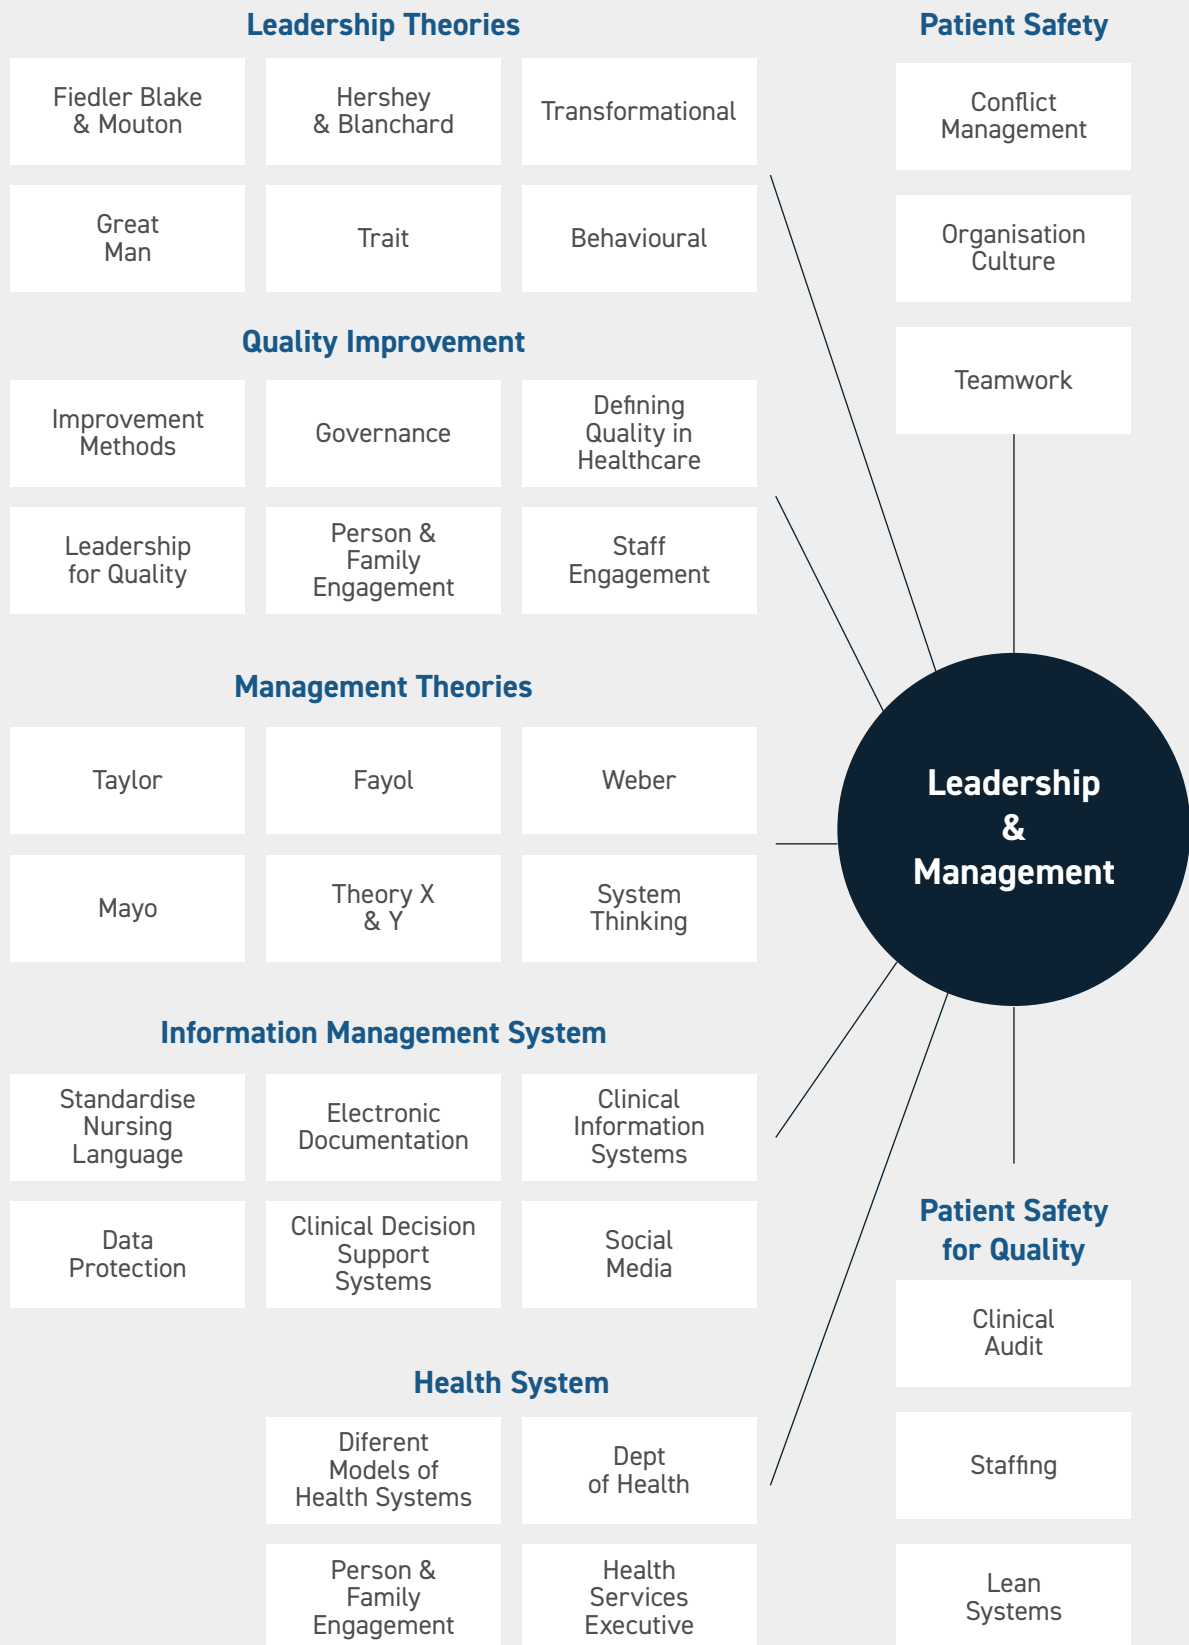 Leadership Theories
Fiedler Blake
& Mouton
Hershey
& Blanchard
Transformational
Great
Man
Trait
Behavioural
Quality Improvement
Improvement
Methods
Governance
Defining
Quality in
Healthcare
Leadership
for Quality
Person &
Family
Engagement
Staff
Engagement
Management Theories
Taylor
Fayol
Weber
Mayo
Theory X
& Y
System
Thinking
Information Management System
Standardise
Nursing
Language
Electronic
Documentation
Clinical
Information
Systems
Data
Protection
Clinical Decision
Support
Systems
Social
Media
Health System
Diferent
Models of
Health Systems
Dept
of Health
Person &
Family
Engagement
Health
Services
Executive
Patient Safety
Conflict
Management
Organisation
Culture
Teamwork
Leadership
&
Management
Patient Safety
for Quality
Clinical
Audit
Staffing
Lean
Systems